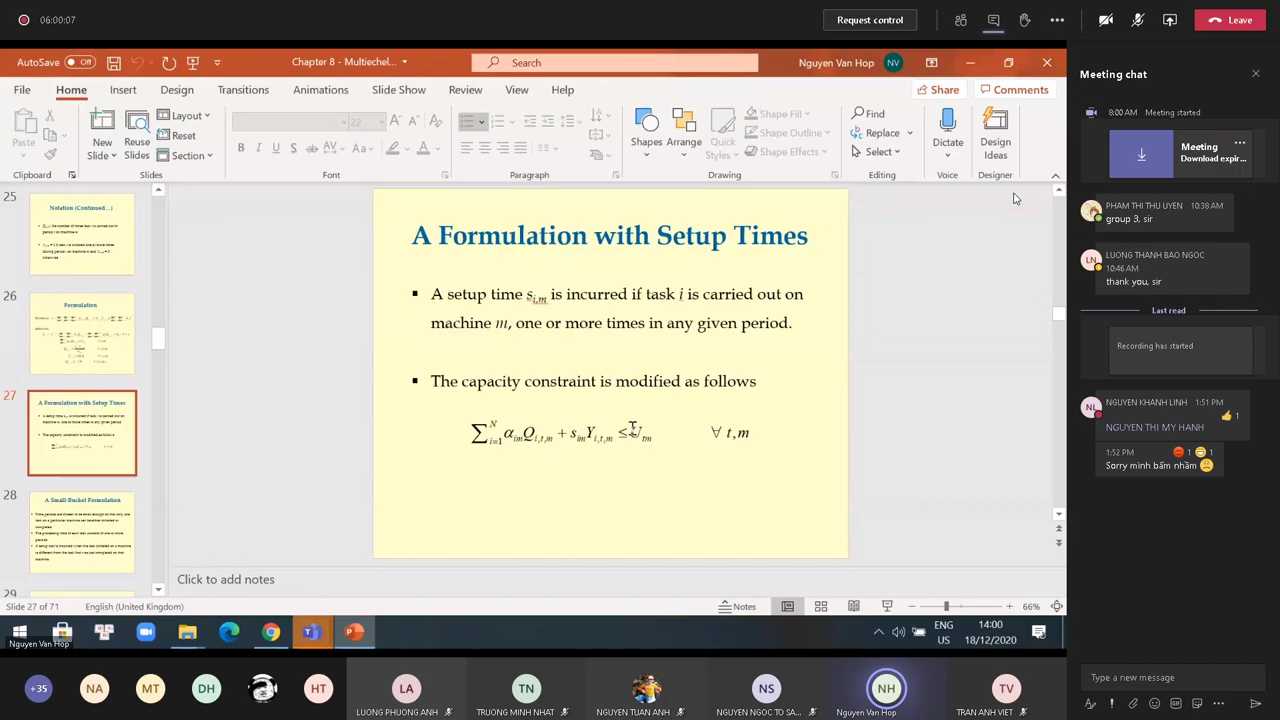 06:00:07
Request control
Leave
AutoSave Off
Chapter 8 - Multiechel...
Search
Nguyen Van Hop NV
File Home Insert Design Transitions Animations Slide Show Review View Help
Share Comments
Paste
New Slide
Reuse Slides
Layout
Reset
Section
22
Shapes Arrange Quick Styles
Shape Fill
Shape Outline
Shape Effects
Find
Replace
Select
Dictate
Design Ideas
Clipboard Slides Font Paragraph Drawing Editing Voice Designer
25
Notation (Continued...)
26
Formulation
27
A Formulation with Setup Times
28
A Small-Bucket Formulation
29
A Formulation with Setup Times
▪ A setup time s_{i,m} is incurred if task i is carried out on
machine m, one or more times in any given period.
▪ The capacity constraint is modified as follows
∑_{i=1}^{N} α_{im}Q_{i,t,m} + s_{im}Y_{i,t,m} ≤ U_{tm} ∀ t,m
Click to add notes
Slide 27 of 71 English (United Kingdom) Notes 66%
Nguyen Van Hop
ENG
US
14:00
18/12/2020
Meeting chat
8:00 AM Meeting started
Meeting
Download expir...
PHAM THI THU UYEN 10:38 AM
group 3, sir
LN
LUONG THANH BAO NGOC
10:46 AM
thank you, sir
Last read
Recording has started
NL
NGUYEN KHANH LINH 1:51 PM
1
NGUYEN THI MY HANH
1:52 PM 1 1
Sorry mình bấm nhầm
Type a new message
+35 NA MT DH HT LA TN NS NH TV
LUONG PHUONG ANH
TRUONG MINH NHAT
NGUYEN TUAN ANH
NGUYEN NGOC TO SA...
Nguyen Van Hop
TRAN ANH VIET